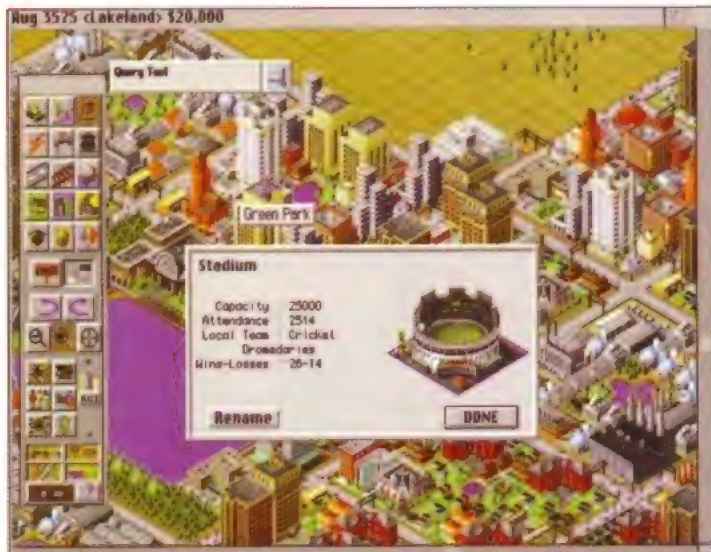 Aug 3575 <Lakeland> $20,000
Query Tool
Green Park
Stadium
Capacity 25000
Attendance 2514
Local Team Cricket
Dromadaries
Wins-Losses 26-14
Rename
DONE